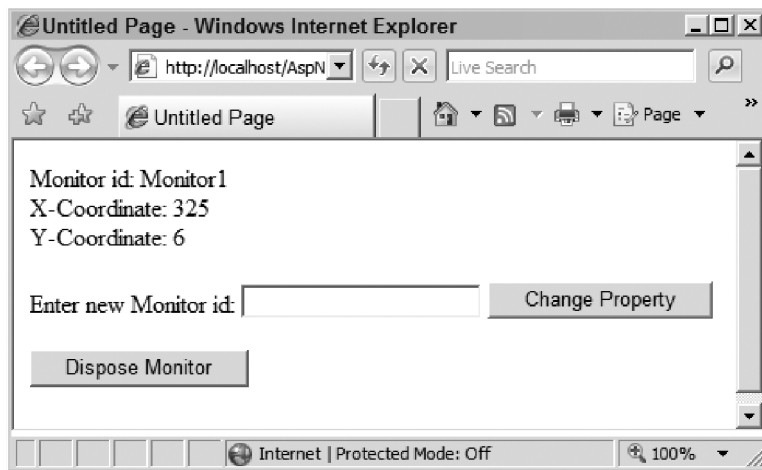 Untitled Page - Windows Internet Explorer
http://localhost/AspN
Live Search
Untitled Page
Page
Monitor id: Monitor1
X-Coordinate: 325
Y-Coordinate: 6
Enter new Monitor id:
Change Property
Dispose Monitor
Internet | Protected Mode: Off
100%